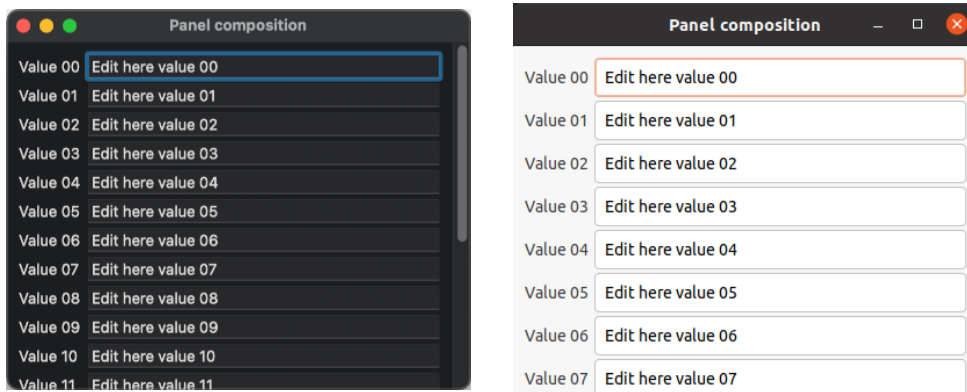 Panel composition
Value 00 Edit here value 00
Value 01 Edit here value 01
Value 02 Edit here value 02
Value 03 Edit here value 03
Value 04 Edit here value 04
Value 05 Edit here value 05
Value 06 Edit here value 06
Value 07 Edit here value 07
Value 08 Edit here value 08
Value 09 Edit here value 09
Value 10 Edit here value 10
Value 11 Edit here value 11
Panel composition
Value 00 Edit here value 00
Value 01 Edit here value 01
Value 02 Edit here value 02
Value 03 Edit here value 03
Value 04 Edit here value 04
Value 05 Edit here value 05
Value 06 Edit here value 06
Value 07 Edit here value 07